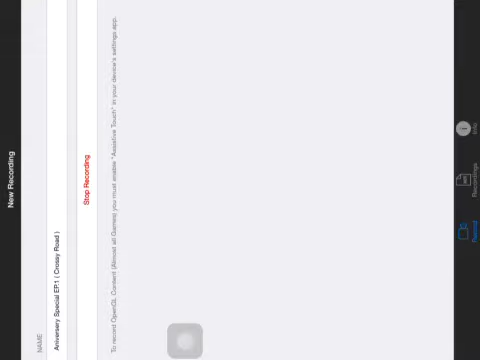 New Recording
NAME
Aniversery Special EP.1 ( Crossy Road )
Stop Recording
To record OpenGL Content (Almost all Games) you must enable "Assistive Touch" in your device's settings app.
Record
Recordings
Info